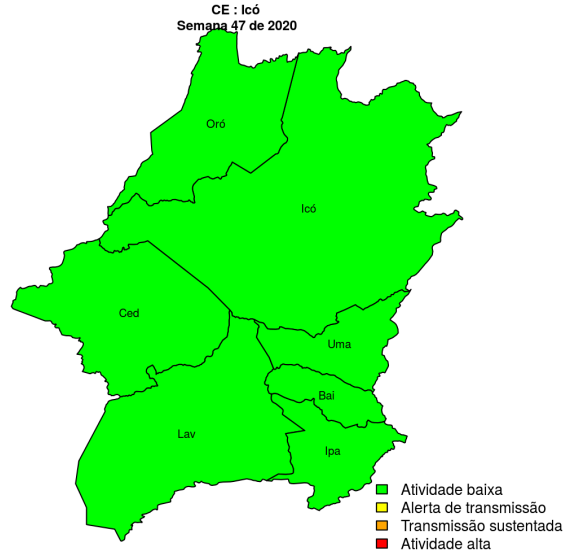 CE : Icó
Semana 47 de 2020
Oró
Icó
Ced
Uma
Bai
Lav
Ipa
Atividade baixa
Alerta de transmissão
Transmissão sustentada
Atividade alta